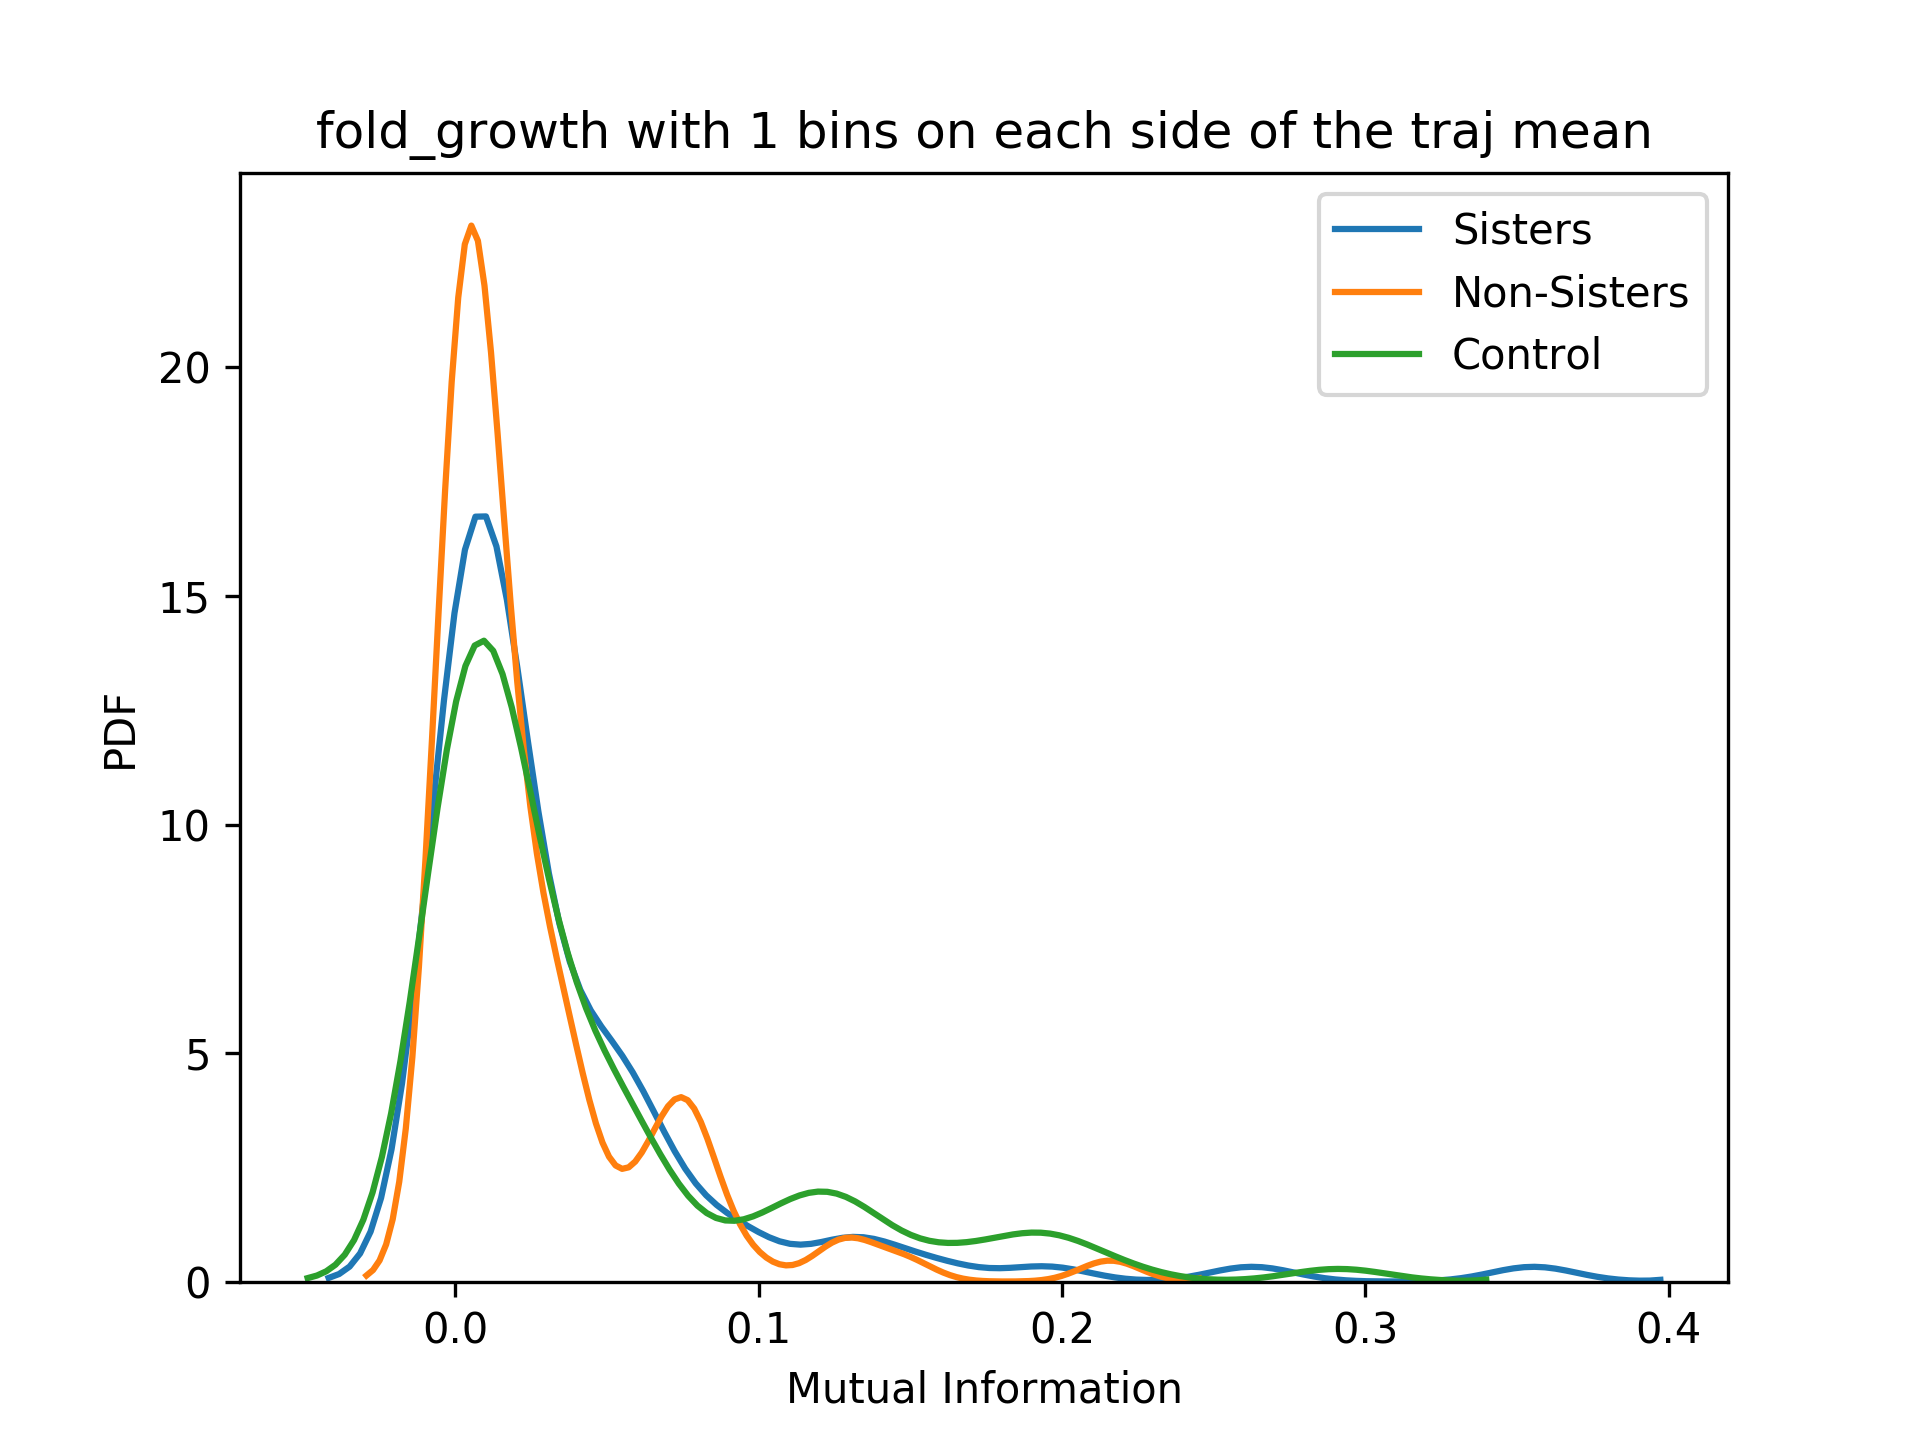 fold_growth with 1 bins on each side of the traj mean
Sisters
Non-Sisters
Control
20
15
10
5
0
PDF
0.0 0.1 0.2 0.3 0.4
Mutual Information